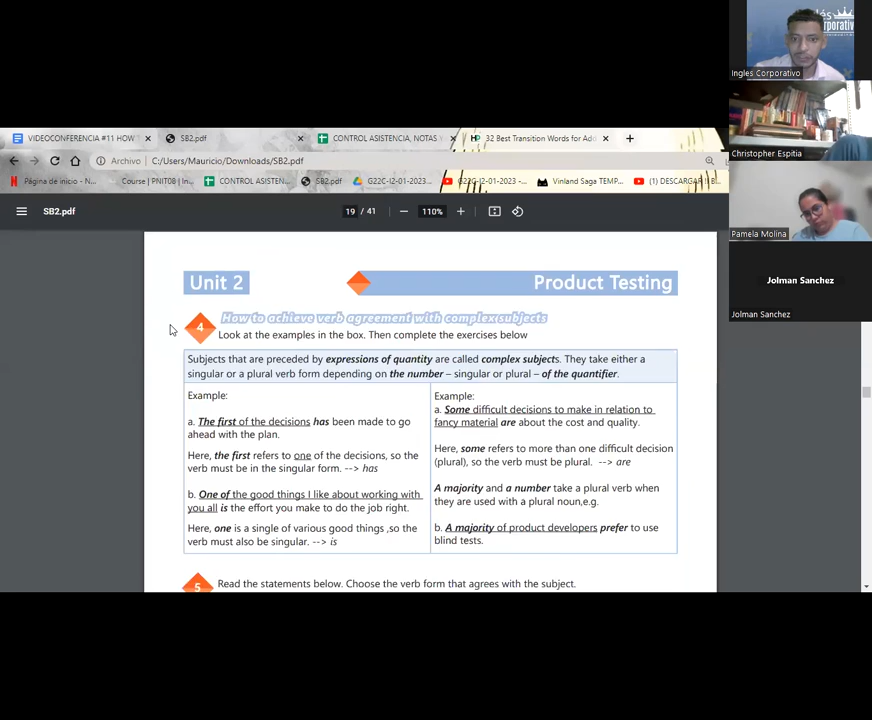 Inglés
Corporativo
Ingles Corporativo
VIDEOCONFERENCIA #11 HOW
SB2.pdf
CONTROL ASISTENCIA, NOTAS Y
32 Best Transition Words for Add
Archivo
C:/Users/Mauricio/Downloads/SB2.pdf
Christopher Espitia
Página de inicio - N...
Course | PNIT08 | In...
CONTROL ASISTEN...
SB2.pdf
G22C-I2-01-2023...
G22C-I2-01-2023 -...
Vinland Saga TEMP...
(1) DESCARGAR
SB2.pdf
19 / 41
110%
Pamela Molina
Jolman Sanchez
Jolman Sanchez
Unit 2
Product Testing
4
How to achieve verb agreement with complex subjects
Look at the examples in the box. Then complete the exercises below
Subjects that are preceded by expressions of quantity are called complex subjects. They take either a
singular or a plural verb form depending on the number – singular or plural – of the quantifier.
Example:
a. The first of the decisions has been made to go
ahead with the plan.
Here, the first refers to one of the decisions, so the
verb must be in the singular form. --> has
b. One of the good things I like about working with
you all is the effort you make to do the job right.
Here, one is a single of various good things ,so the
verb must also be singular. --> is
Example:
a. Some difficult decisions to make in relation to
fancy material are about the cost and quality.
Here, some refers to more than one difficult decision
(plural), so the verb must be plural. --> are
A majority and a number take a plural verb when
they are used with a plural noun,e.g.
b. A majority of product developers prefer to use
blind tests.
5
Read the statements below. Choose the verb form that agrees with the subject.